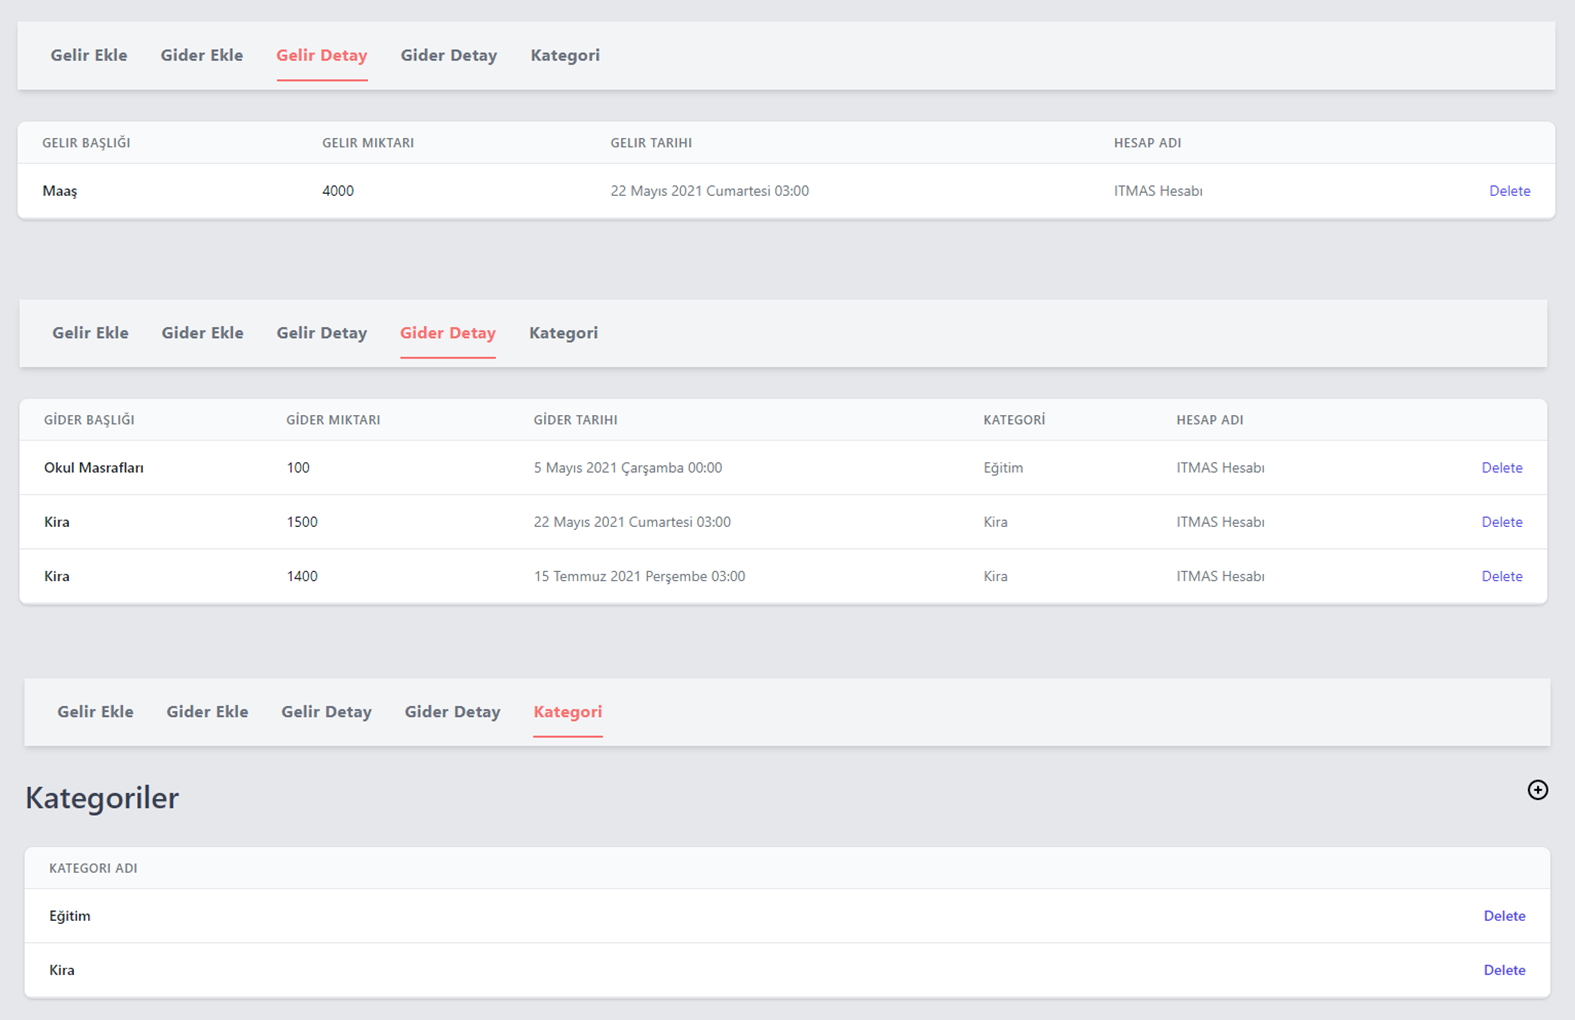 Gelir Ekle Gider Ekle Gelir Detay Gider Detay Kategori
GELIR BAŞLIĞI GELIR MIKTARI GELIR TARIHI HESAP ADI
Maaş 4000 22 Mayıs 2021 Cumartesi 03:00 ITMAS Hesabı Delete
Gelir Ekle Gider Ekle Gelir Detay Gider Detay Kategori
GİDER BAŞLIĞI GİDER MIKTARI GİDER TARIHI KATEGORİ HESAP ADI
Okul Masrafları 100 5 Mayıs 2021 Çarşamba 00:00 Eğitim ITMAS Hesabı Delete
Kira 1500 22 Mayıs 2021 Cumartesi 03:00 Kira ITMAS Hesabı Delete
Kira 1400 15 Temmuz 2021 Perşembe 03:00 Kira ITMAS Hesabı Delete
Gelir Ekle Gider Ekle Gelir Detay Gider Detay Kategori
Kategoriler
KATEGORI ADI
Eğitim Delete
Kira Delete